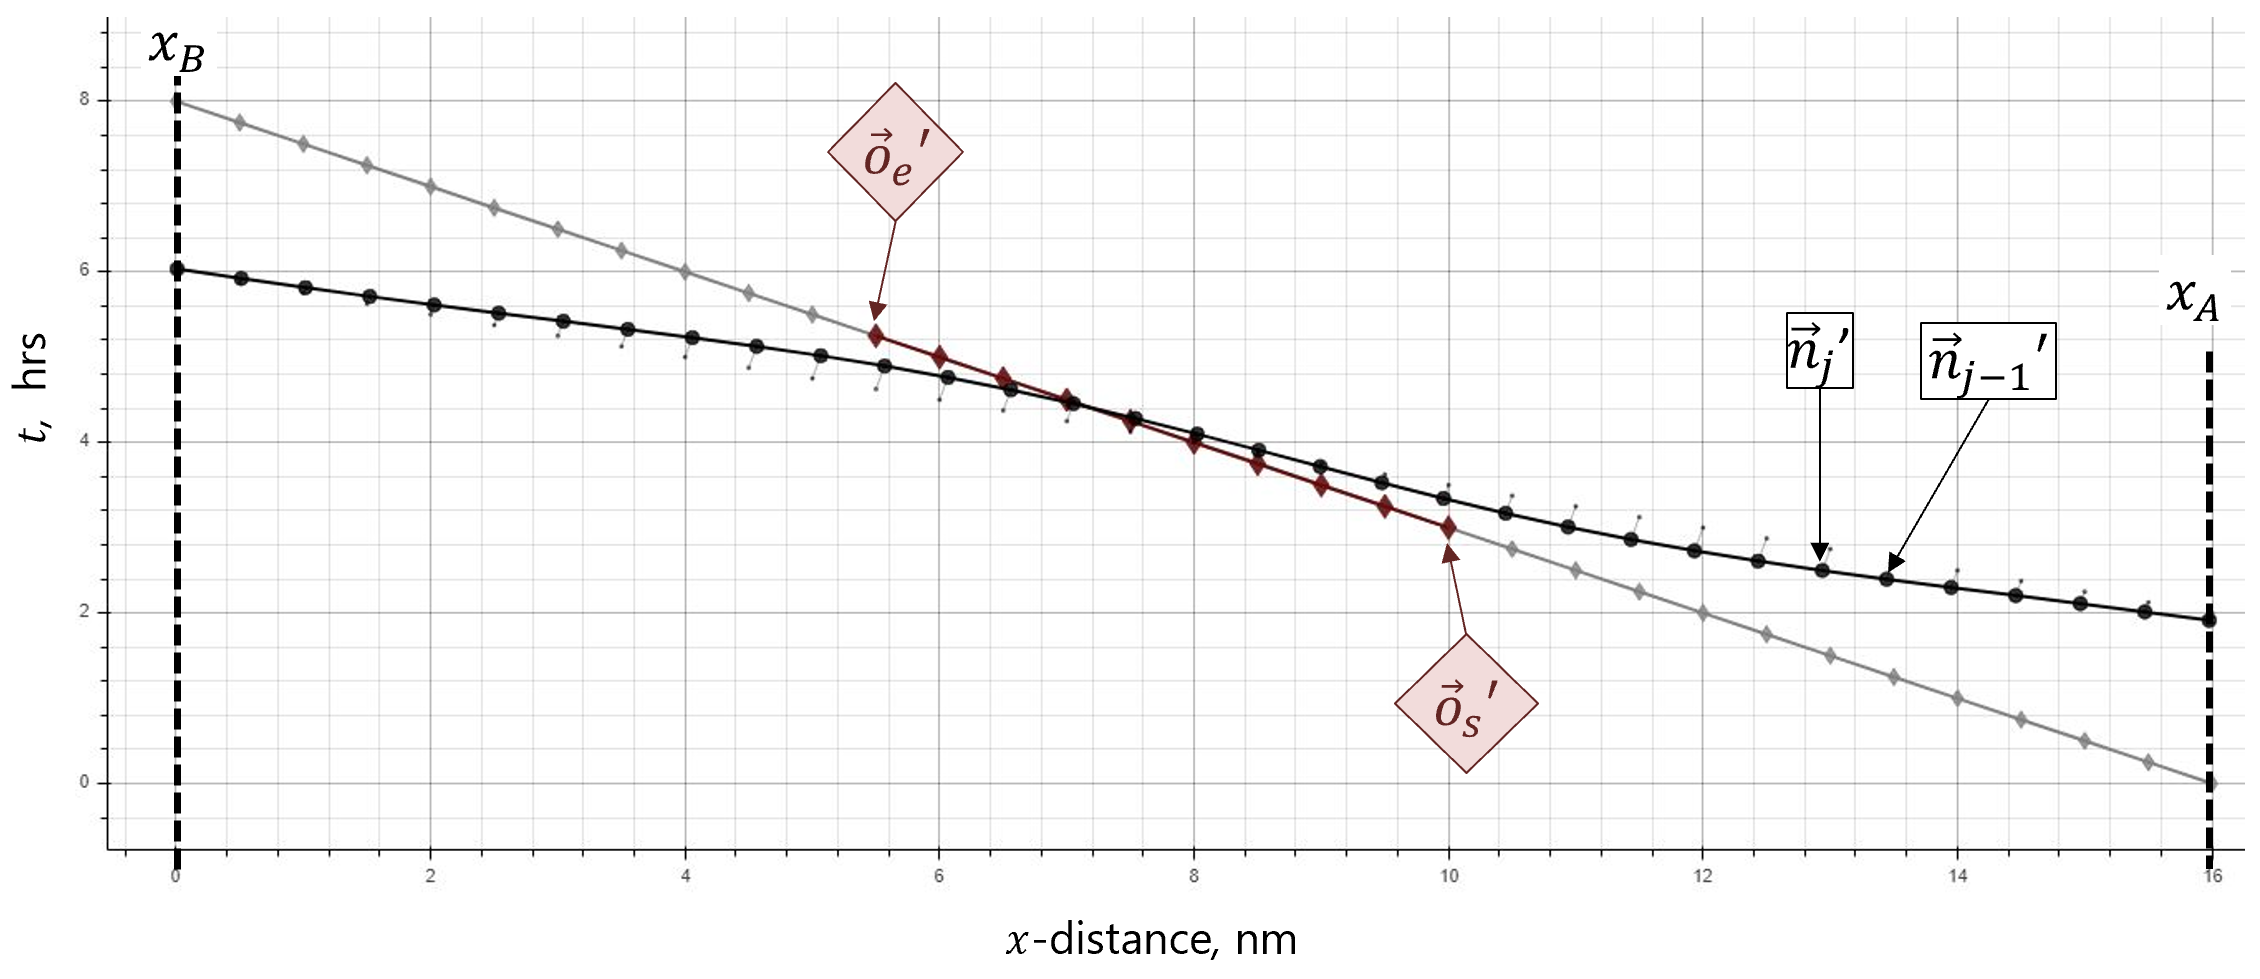 x_B
8
6
4
2
0
t, hrs
o⃗_e′
n⃗_j′
n⃗_{j−1}′
x_A
o⃗_s′
0 2 4 6 8 10 12 14 16
x-distance, nm